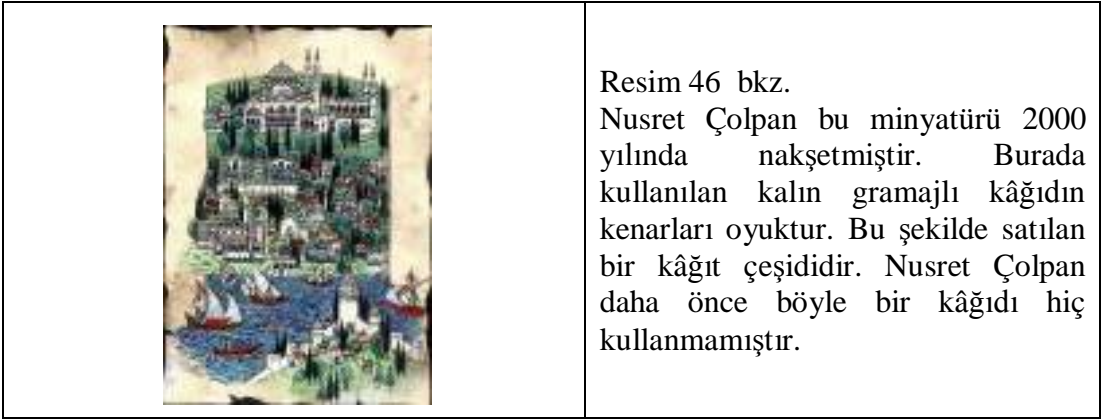 Resim 46 bkz.
Nusret Çolpan bu minyatürü 2000
yılında nakşetmiştir. Burada
kullanılan kalın gramajlı kâğıdın
kenarları oyuktur. Bu şekilde satılan
bir kâğıt çeşididir. Nusret Çolpan
daha önce böyle bir kâğıdı hiç
kullanmamıştır.